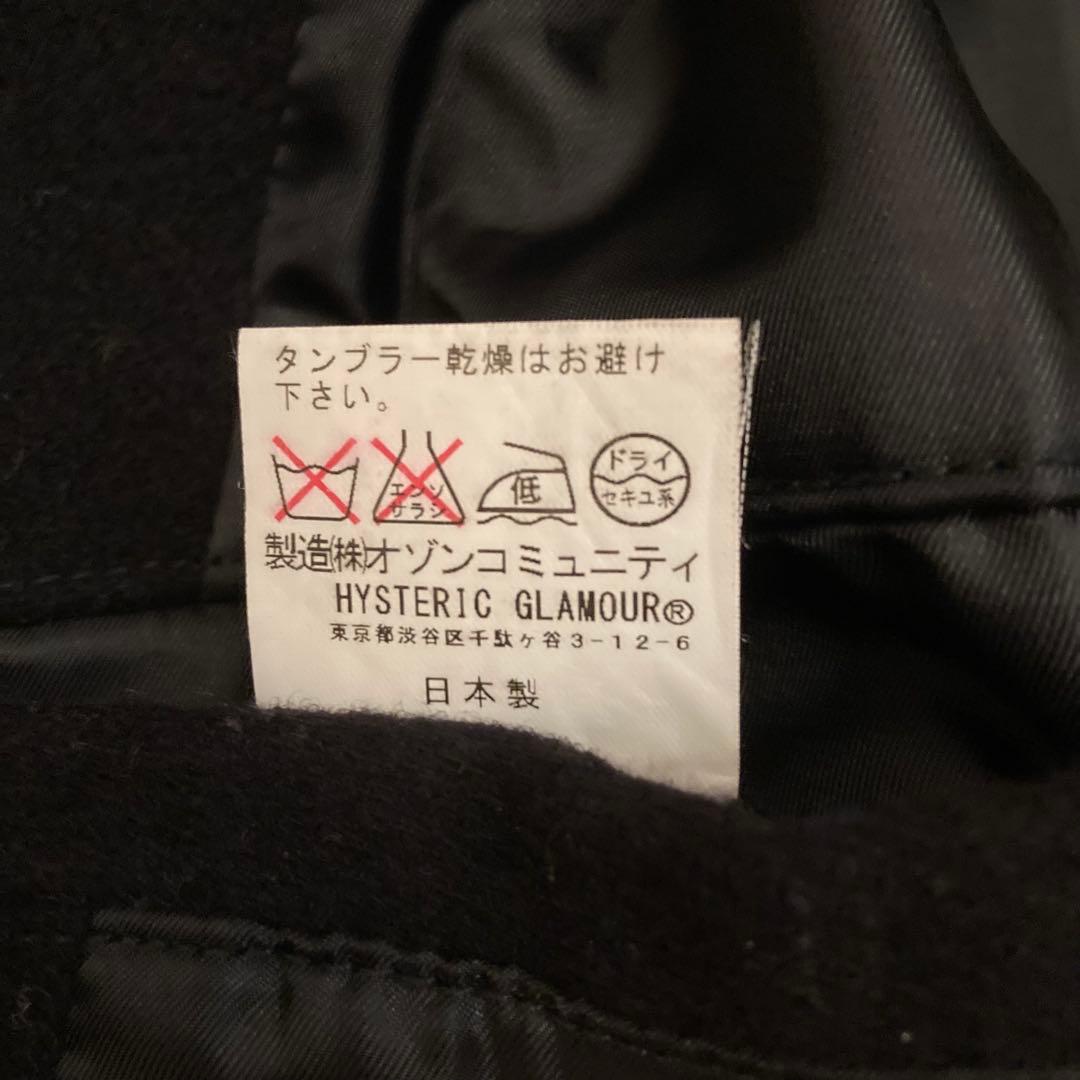 タンブラー乾燥はお避け
下さい。
エンソ
サラシ
低
ドライ
セキユ系
製造㈱オゾンコミュニティ
HYSTERIC GLAMOUR®
東京都渋谷区千駄ヶ谷3-12-6
日本製